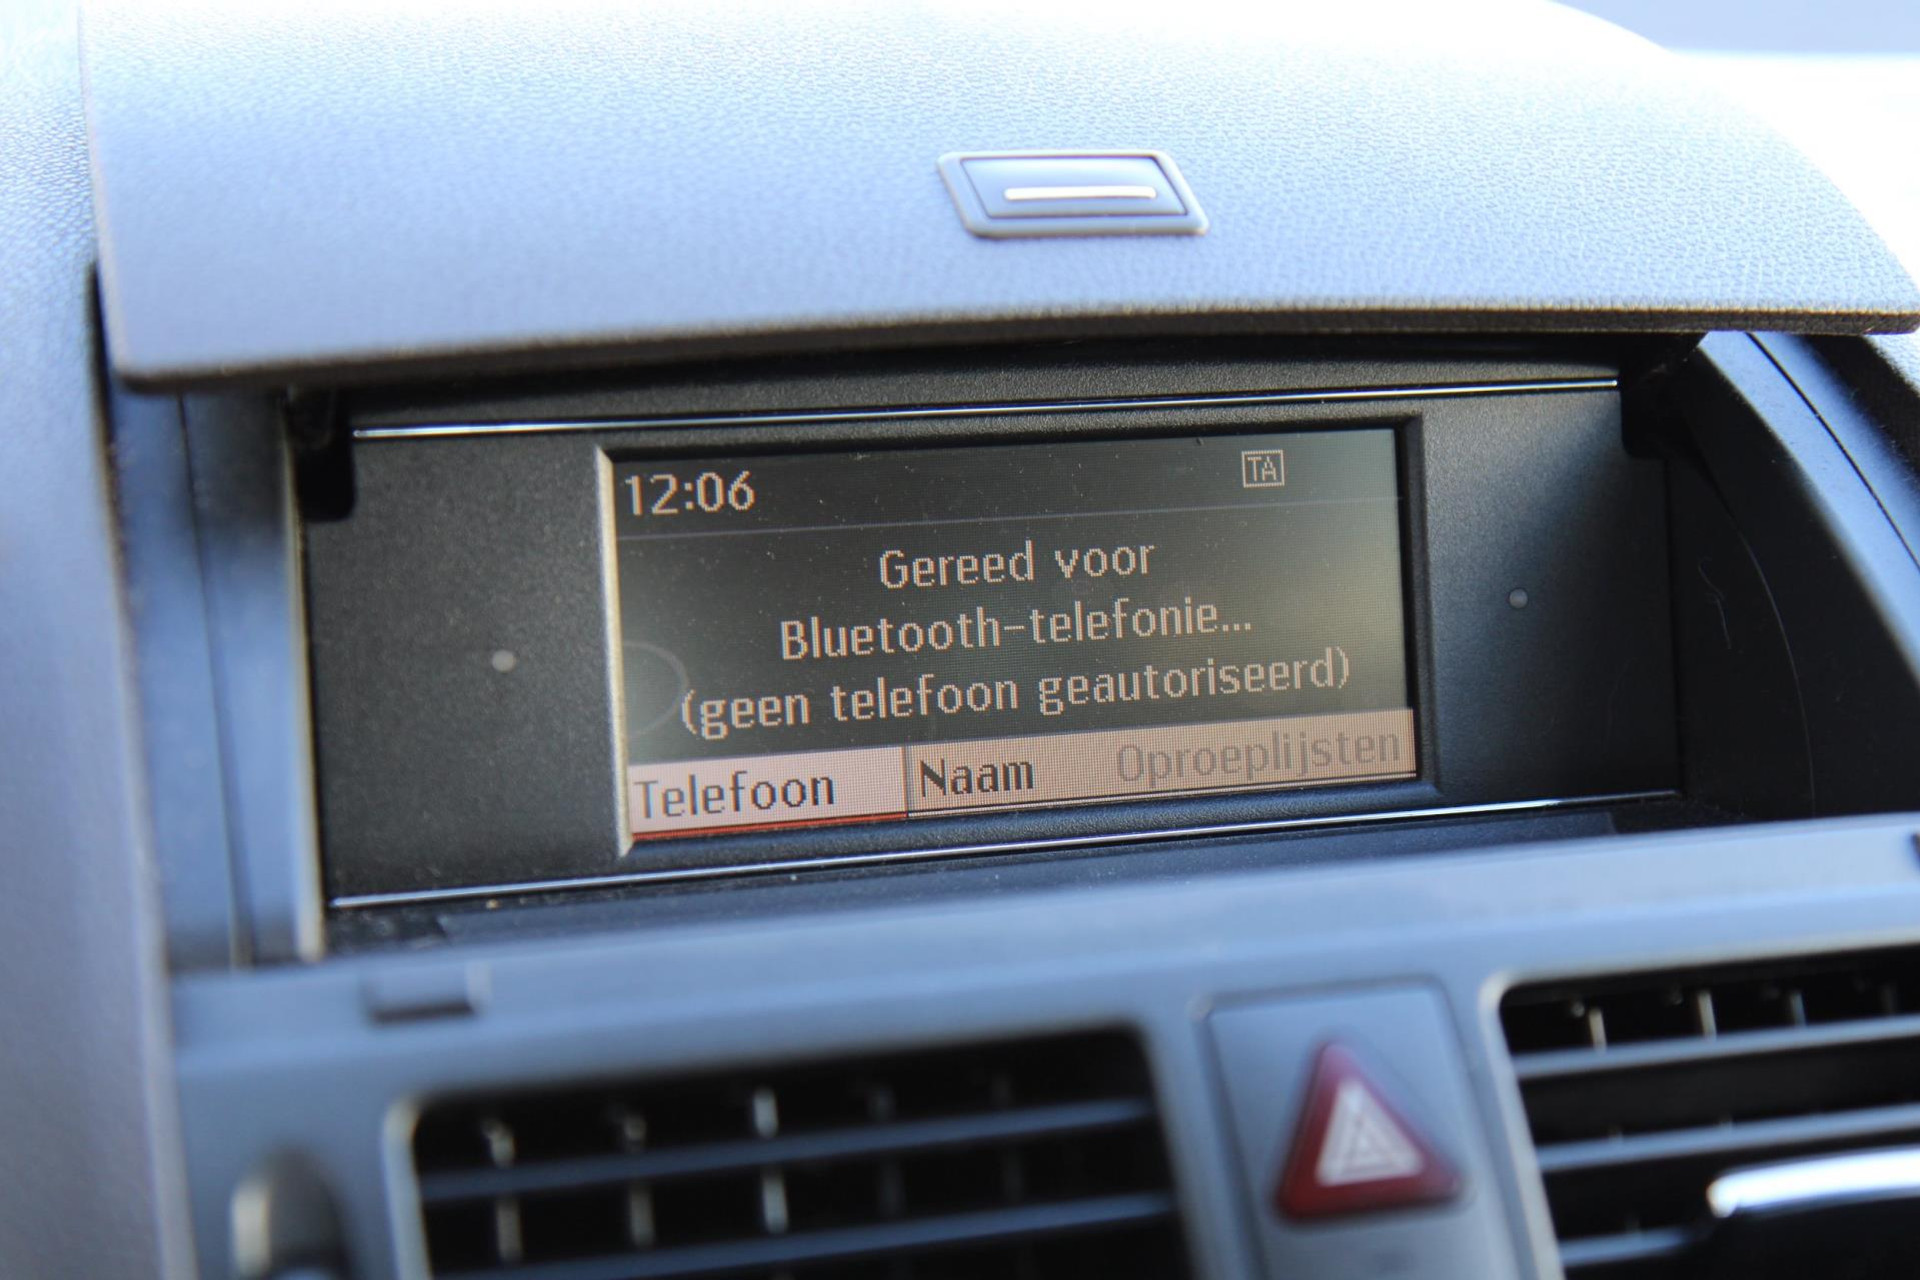 12:06 TA
Gereed voor
Bluetooth-telefonie...
(geen telefoon geautoriseerd)
Telefoon Naam Oproeplijsten